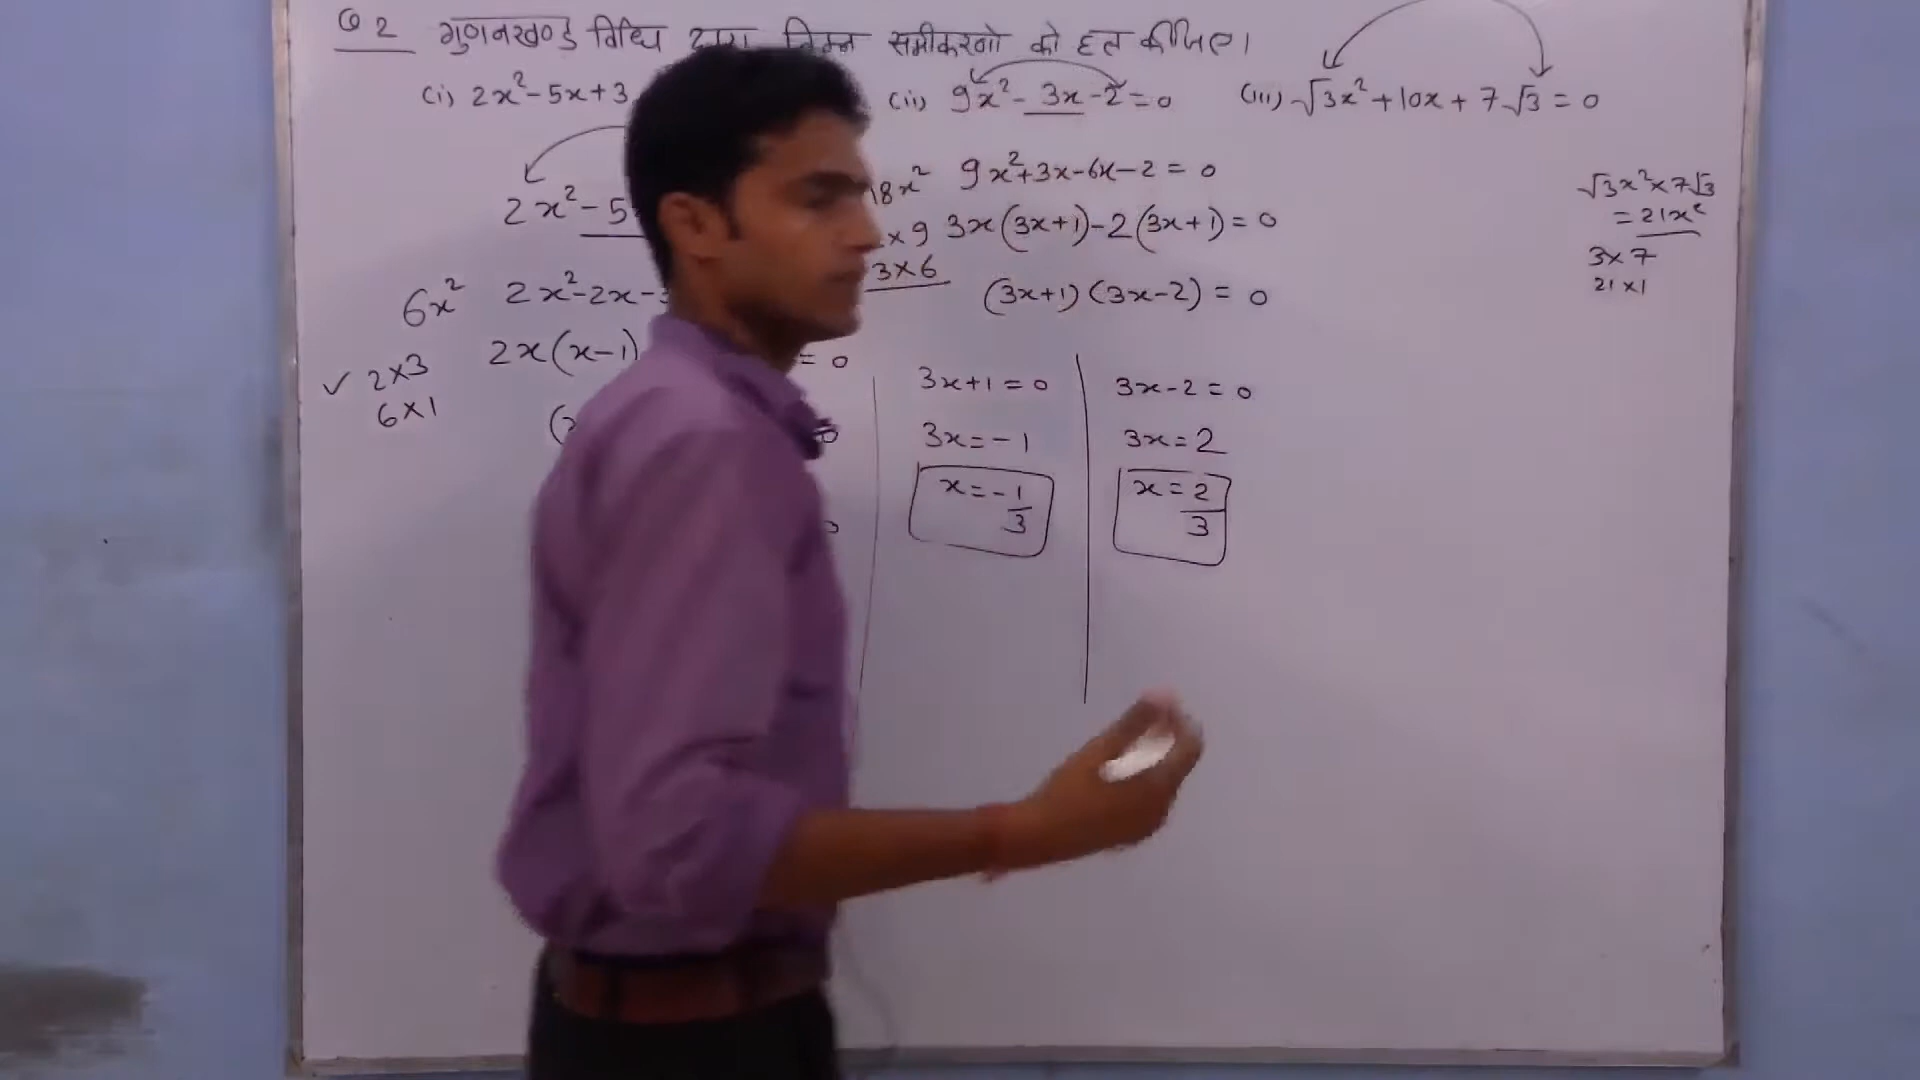 Q 2 गुणनखण्ड विधि द्वारा निम्न समीकरणों को हल कीजिए।
(i) 2x²-5x+3
(ii) 9x² - 3x - 2 = 0
(iii) √3x² + 10x + 7√3 = 0
2x² - 5
6x²
2x²-2x-
2x(x-1)
= 0
✓ 2×3
6×1
18x²
×9
3×6
9x²+3x-6x-2 = 0
3x(3x+1)-2(3x+1) = 0
(3x+1)(3x-2) = 0
3x+1 = 0
3x = -1
x = -1/3
3x-2 = 0
3x = 2
x = 2/3
√3x²×7√3
= 21x²
3×7
21×1